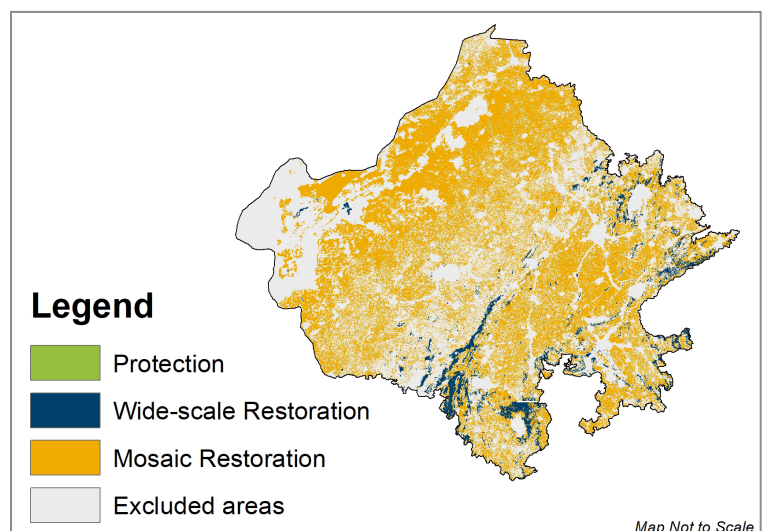 Legend
Protection
Wide-scale Restoration
Mosaic Restoration
Excluded areas
Map Not to Scale